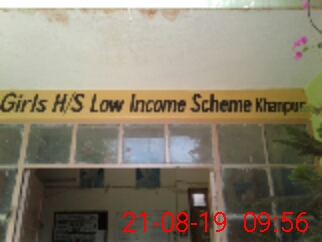 Girls H/S Low Income Scheme Khanpur
21-08-19 09:56